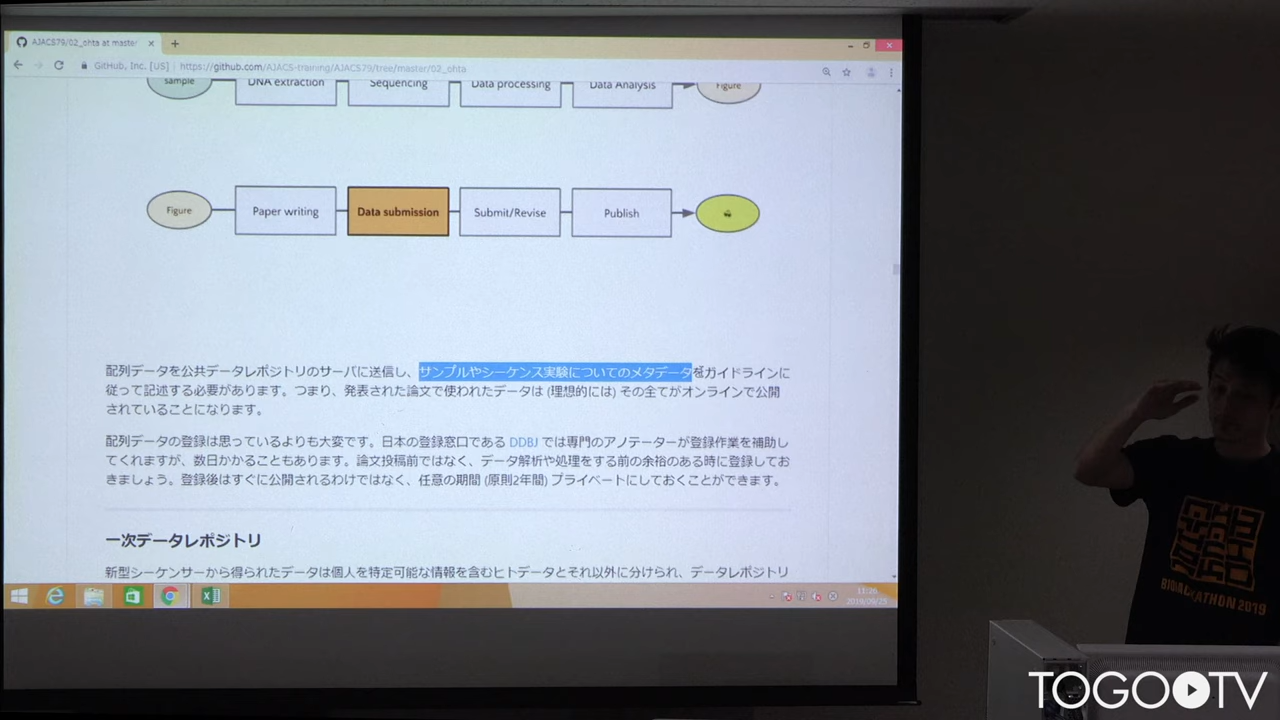 AJACS79/02_ohta at master
GitHub, Inc. [US] https://github.com/AJACS-training/AJACS79/tree/master/02_ohta
sample DNA extraction Sequencing Data processing Data Analysis Figure
Figure Paper writing Data submission Submit/Revise Publish
配列データを公共データレポジトリのサーバに送信し、サンプルやシーケンス実験についてのメタデータをガイドラインに
従って記述する必要があります。つまり、発表された論文で使われたデータは (理想的には) その全てがオンラインで公開
されていることになります。
配列データの登録は思っているよりも大変です。日本の登録窓口である DDBJ では専門のアノテーターが登録作業を補助し
てくれますが、数日かかることもあります。論文投稿前ではなく、データ解析や処理をする前の余裕のある時に登録してお
きましょう。登録後はすぐに公開されるわけではなく、任意の期間 (原則2年間) プライベートにしておくことができます。
一次データレポジトリ
新型シーケンサーから得られたデータは個人を特定可能な情報を含むヒトデータとそれ以外に分けられ、データレポジトリ
11:26
2019/09/25
BIOHACKATHON 2019
TOGO TV